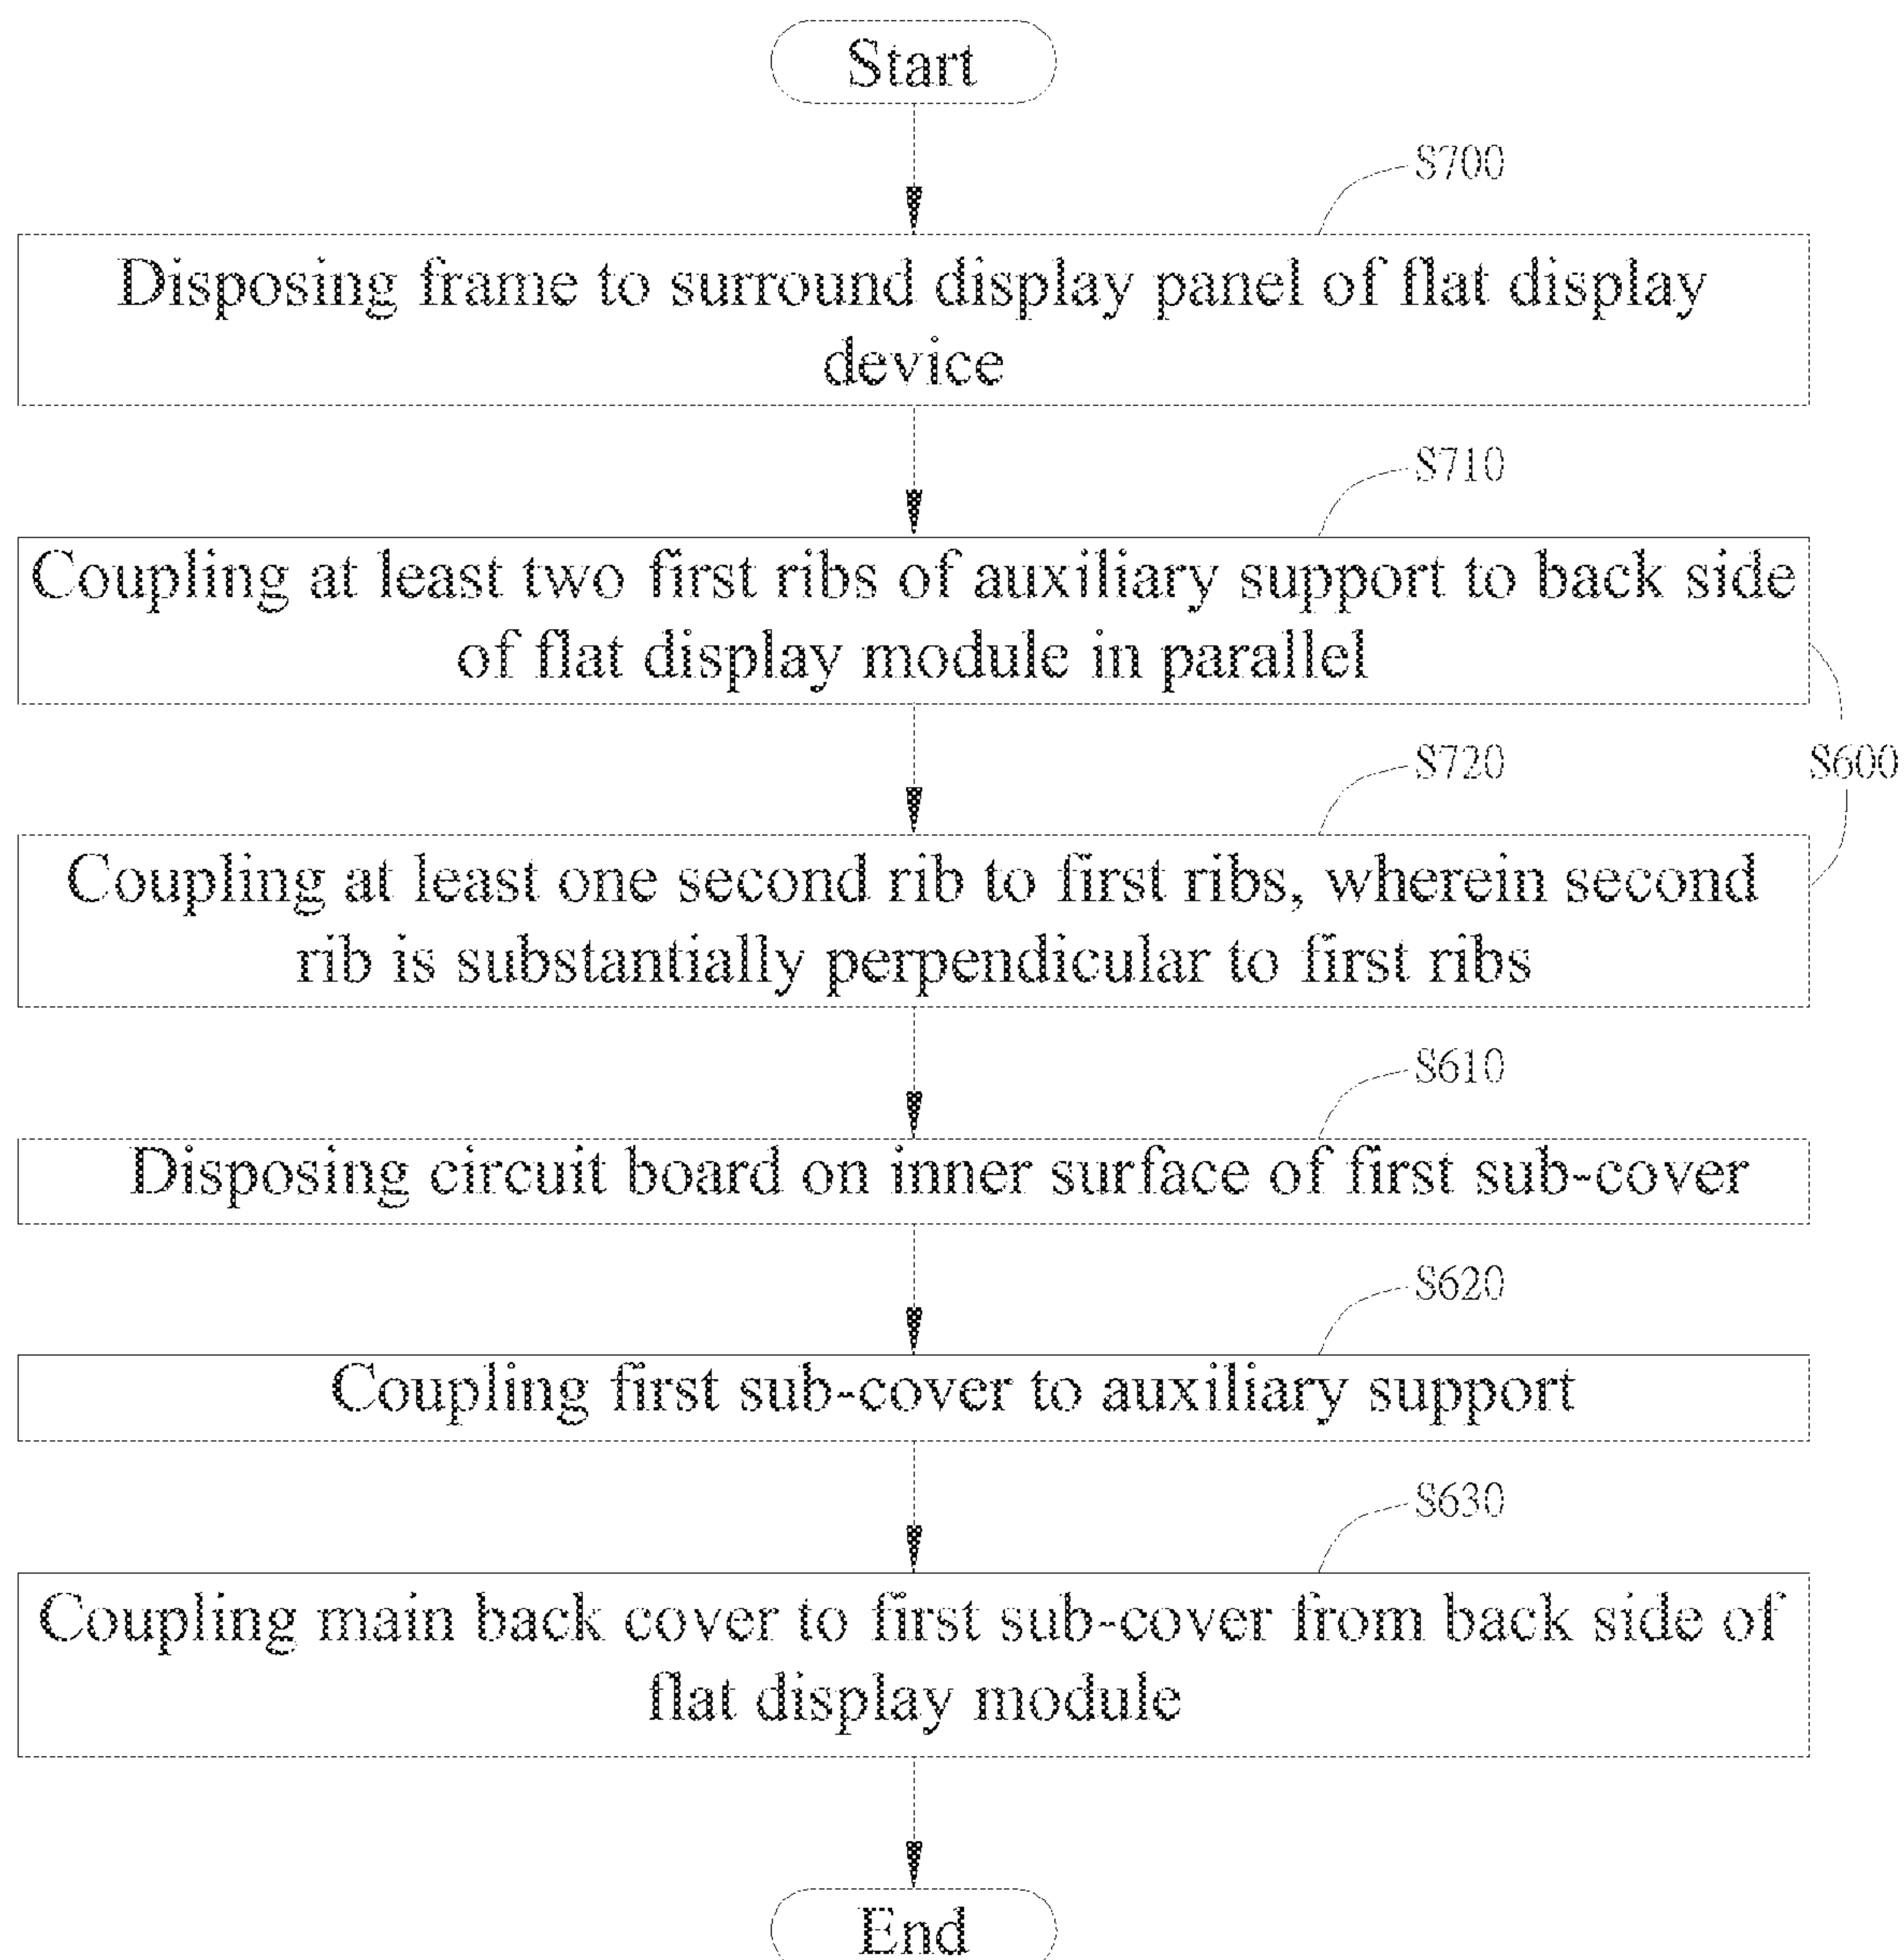 Start
S700
Disposing frame to surround display panel of flat display
device
S710
Coupling at least two first ribs of auxiliary support to back side
of flat display module in parallel
S720
S600
Coupling at least one second rib to first ribs, wherein second
rib is substantially perpendicular to first ribs
S610
Disposing circuit board on inner surface of first sub-cover
S620
Coupling first sub-cover to auxiliary support
S630
Coupling main back cover to first sub-cover from back side of
flat display module
End